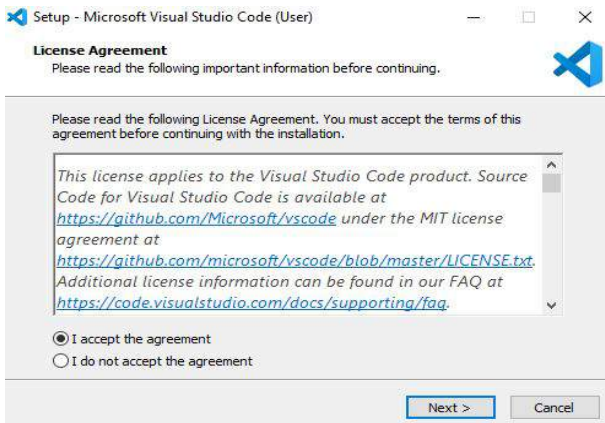 Setup - Microsoft Visual Studio Code (User)
License Agreement
Please read the following important information before continuing.
Please read the following License Agreement. You must accept the terms of this
agreement before continuing with the installation.
This license applies to the Visual Studio Code product. Source
Code for Visual Studio Code is available at
https://github.com/Microsoft/vscode under the MIT license
agreement at
https://github.com/microsoft/vscode/blob/master/LICENSE.txt.
Additional license information can be found in our FAQ at
https://code.visualstudio.com/docs/supporting/faq.
I accept the agreement
I do not accept the agreement
Next >
Cancel